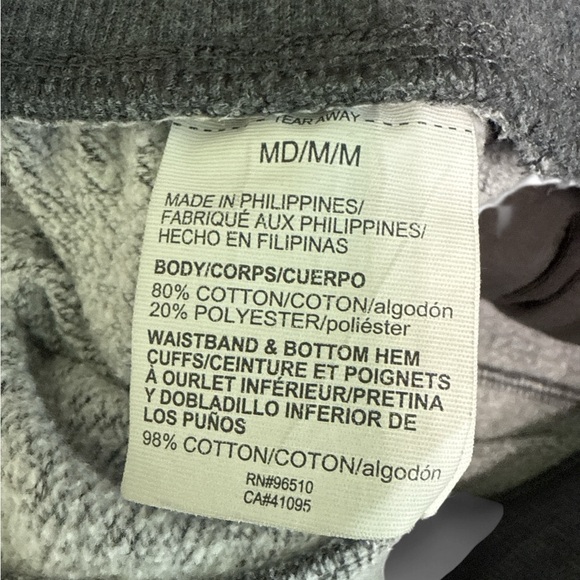 TEAR AWAY
MD/M/M
MADE IN PHILIPPINES/
FABRIQUÉ AUX PHILIPPINES/
HECHO EN FILIPINAS
BODY/CORPS/CUERPO
80% COTTON/COTON/algodón
20% POLYESTER/poliéster
WAISTBAND & BOTTOM HEM
CUFFS/CEINTURE ET POIGNETS
À OURLET INFÉRIEUR/PRETINA
Y DOBLADILLO INFERIOR DE
LOS PUÑOS
98% COTTON/COTON/algodón
RN#96510
CA#41095